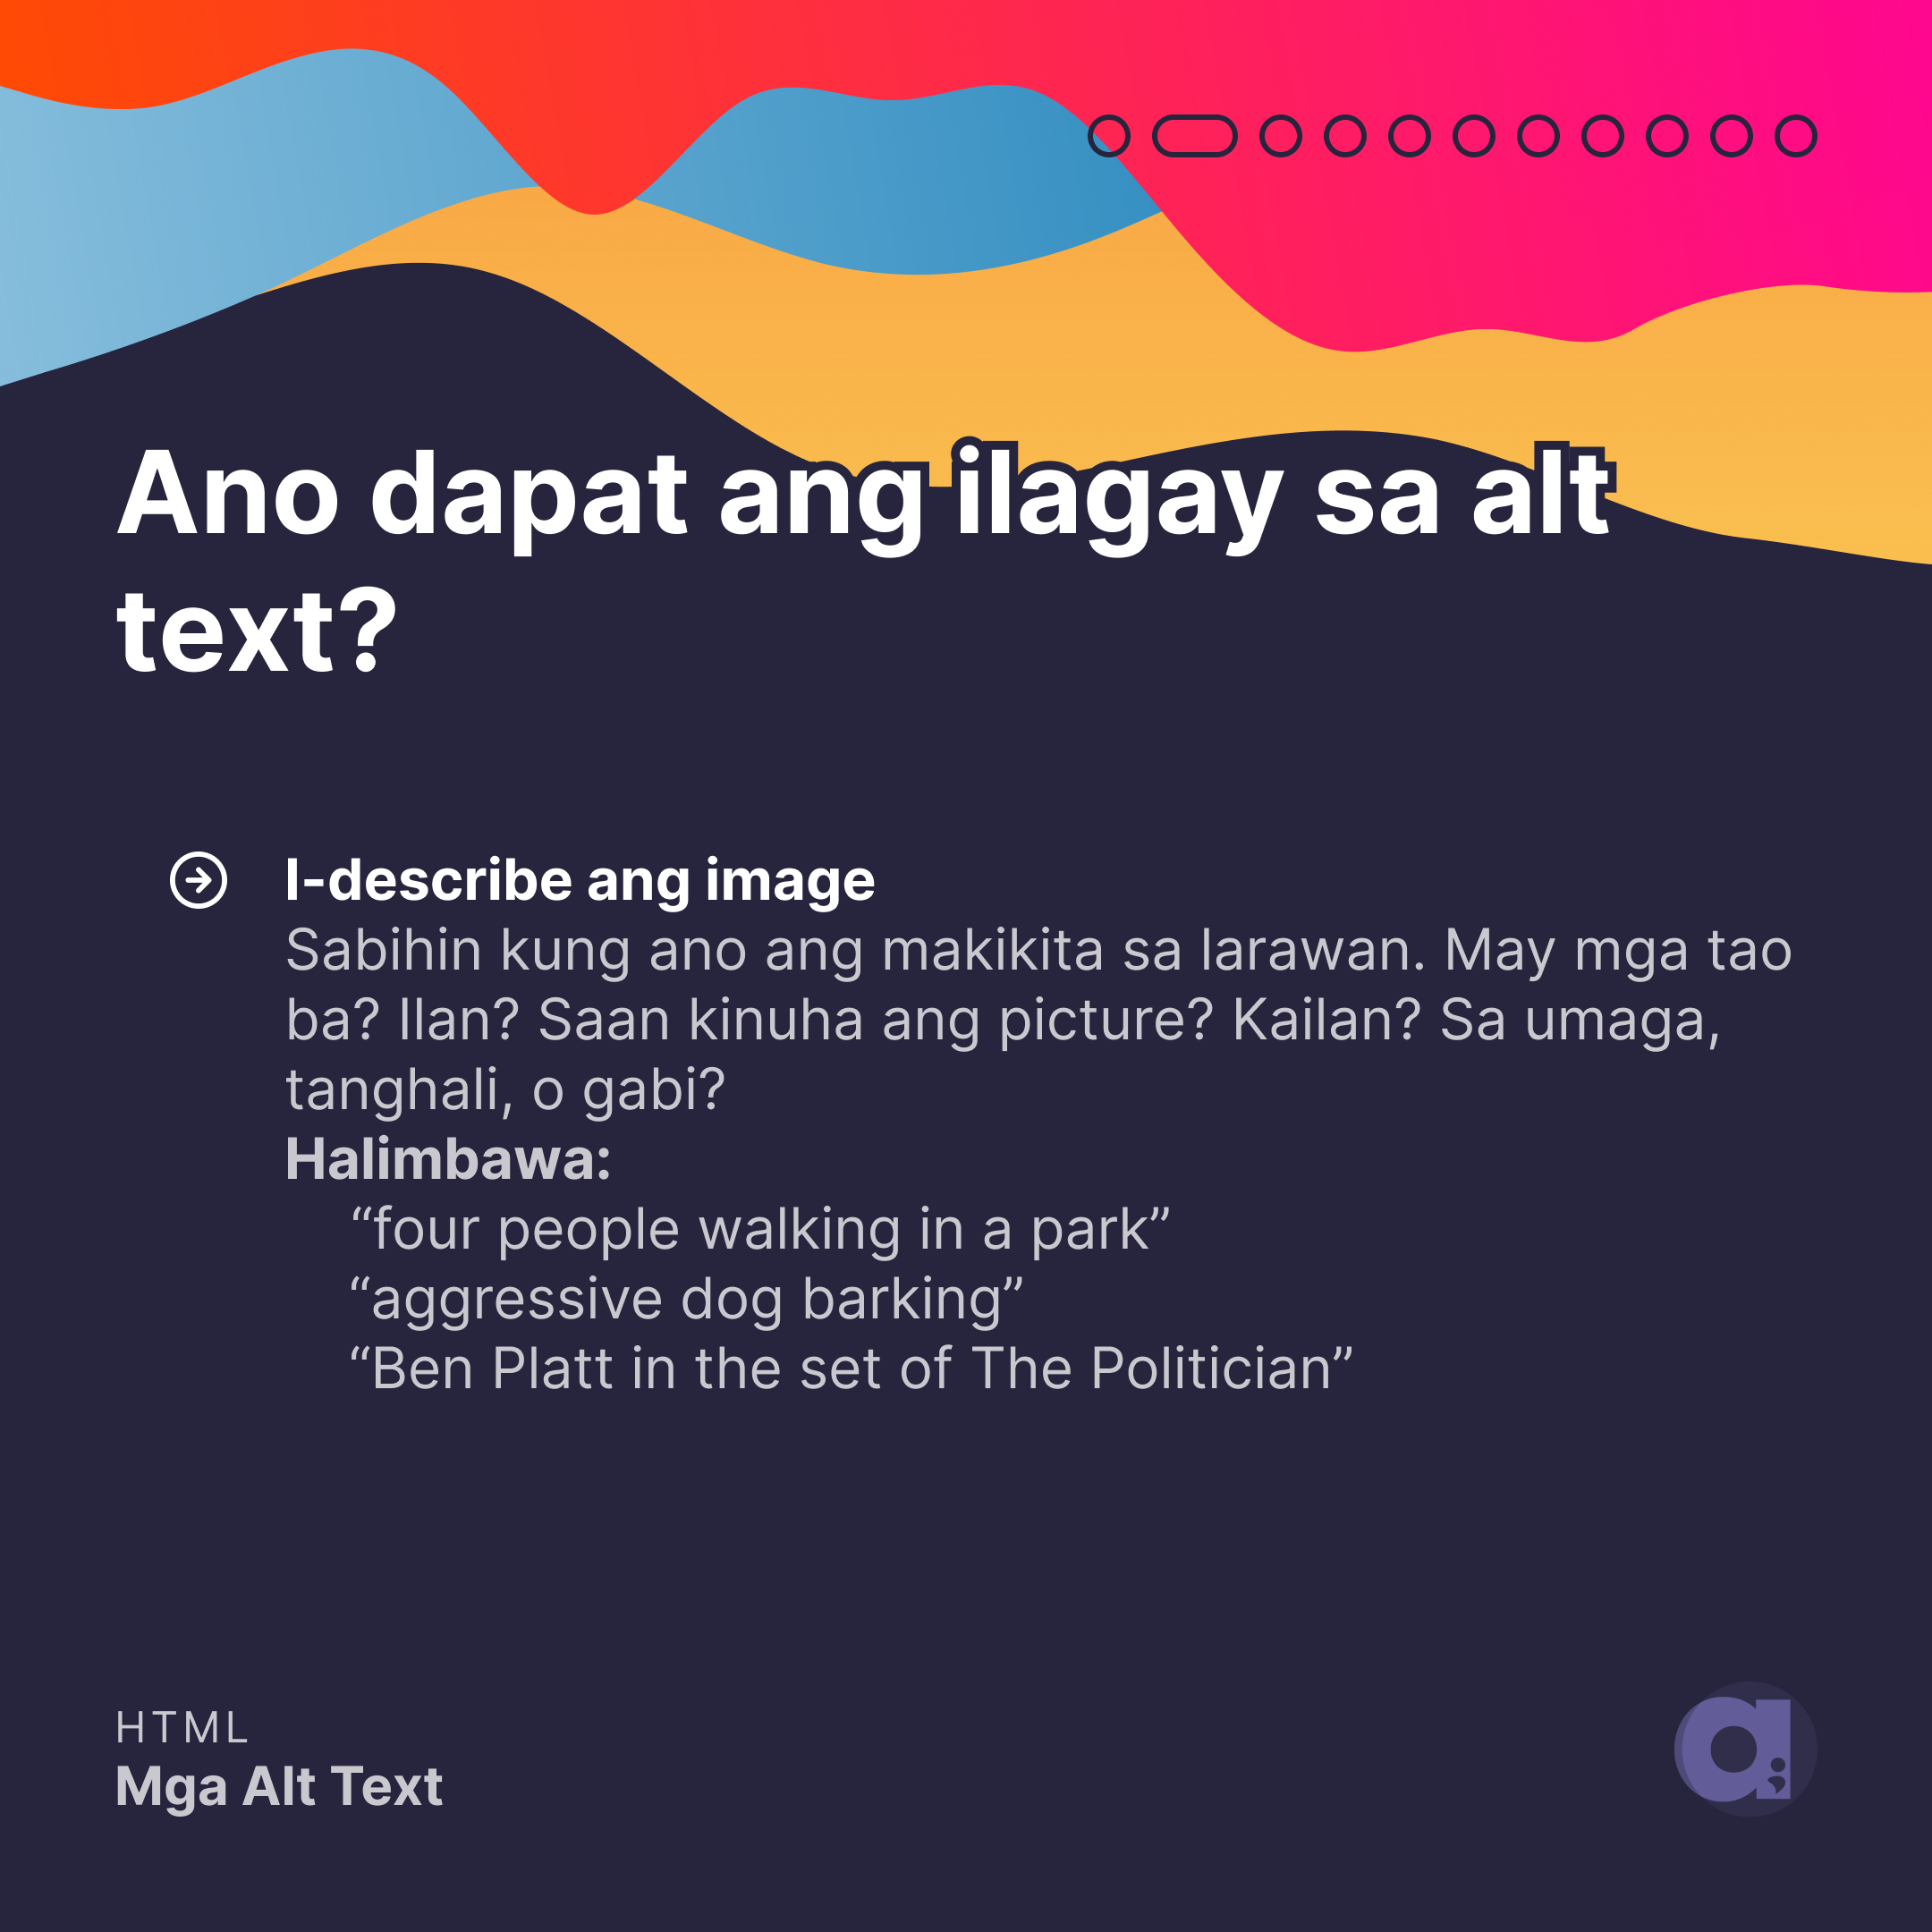 Ano dapat ang ilagay sa alt
text?
I-describe ang image
Sabihin kung ano ang makikita sa larawan. May mga tao
ba? Ilan? Saan kinuha ang picture? Kailan? Sa umaga,
tanghali, o gabi?
Halimbawa:
“four people walking in a park”
“aggressive dog barking”
“Ben Platt in the set of The Politician”
HTML
Mga Alt Text
a;